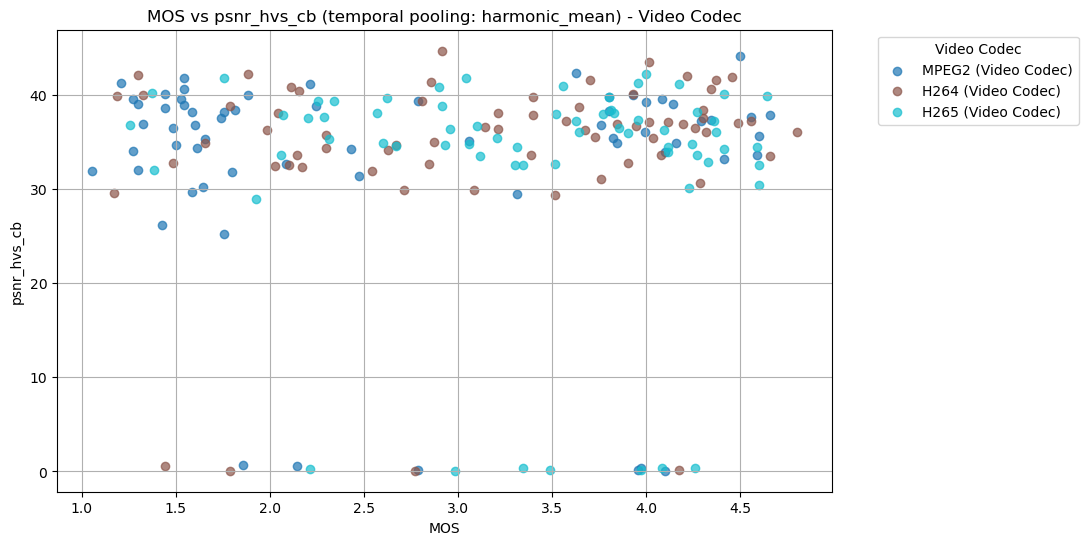 MOS vs psnr_hvs_cb (temporal pooling: harmonic_mean) - Video Codec
psnr_hvs_cb
40
30
20
10
0
1.0 1.5 2.0 2.5 3.0 3.5 4.0 4.5
MOS
Video Codec
MPEG2 (Video Codec)
H264 (Video Codec)
H265 (Video Codec)